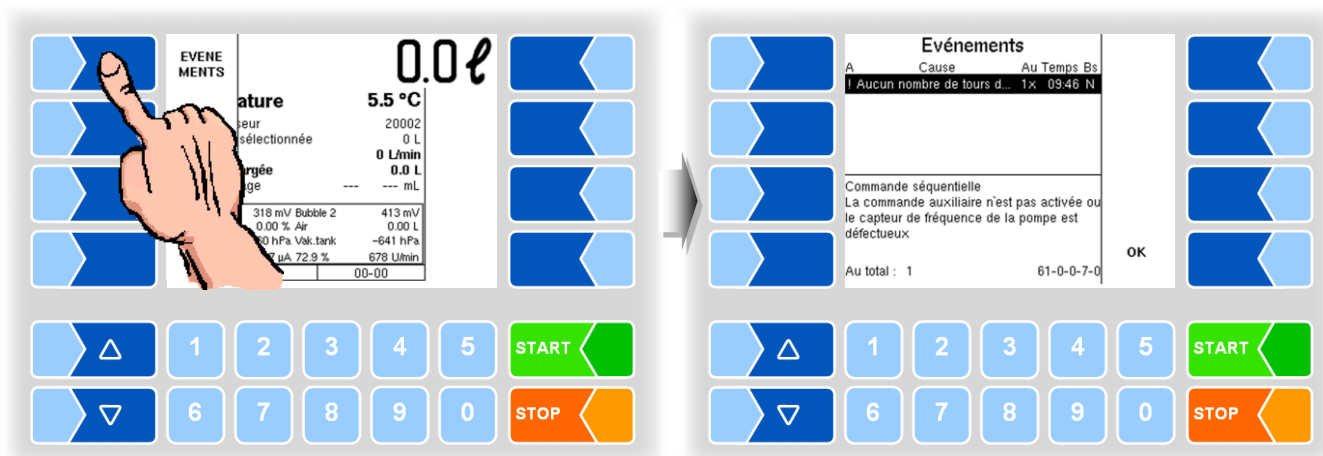 EVENE
MENTS
0.0 ℓ
ature 5.5 °C
seur 20002
sélectionnée 0 L
0 L/min
rgée 0.0 L
age --- --- mL
318 mV Bubble 2 413 mV
0.00 % Air 0.00 L
hPa Vak.tank -641 hPa
µA 72.9 % 678 U/min
00-00
1 2 3 4 5 START
6 7 8 9 0 STOP
Evénements
A Cause Au Temps Bs
! Aucun nombre de tours d... 1x 09:46 N
Commande séquentielle
La commande auxiliaire n`est pas activée ou
le capteur de fréquence de la pompe est
défectueux
OK
Au total : 1 61-0-0-7-0
1 2 3 4 5 START
6 7 8 9 0 STOP